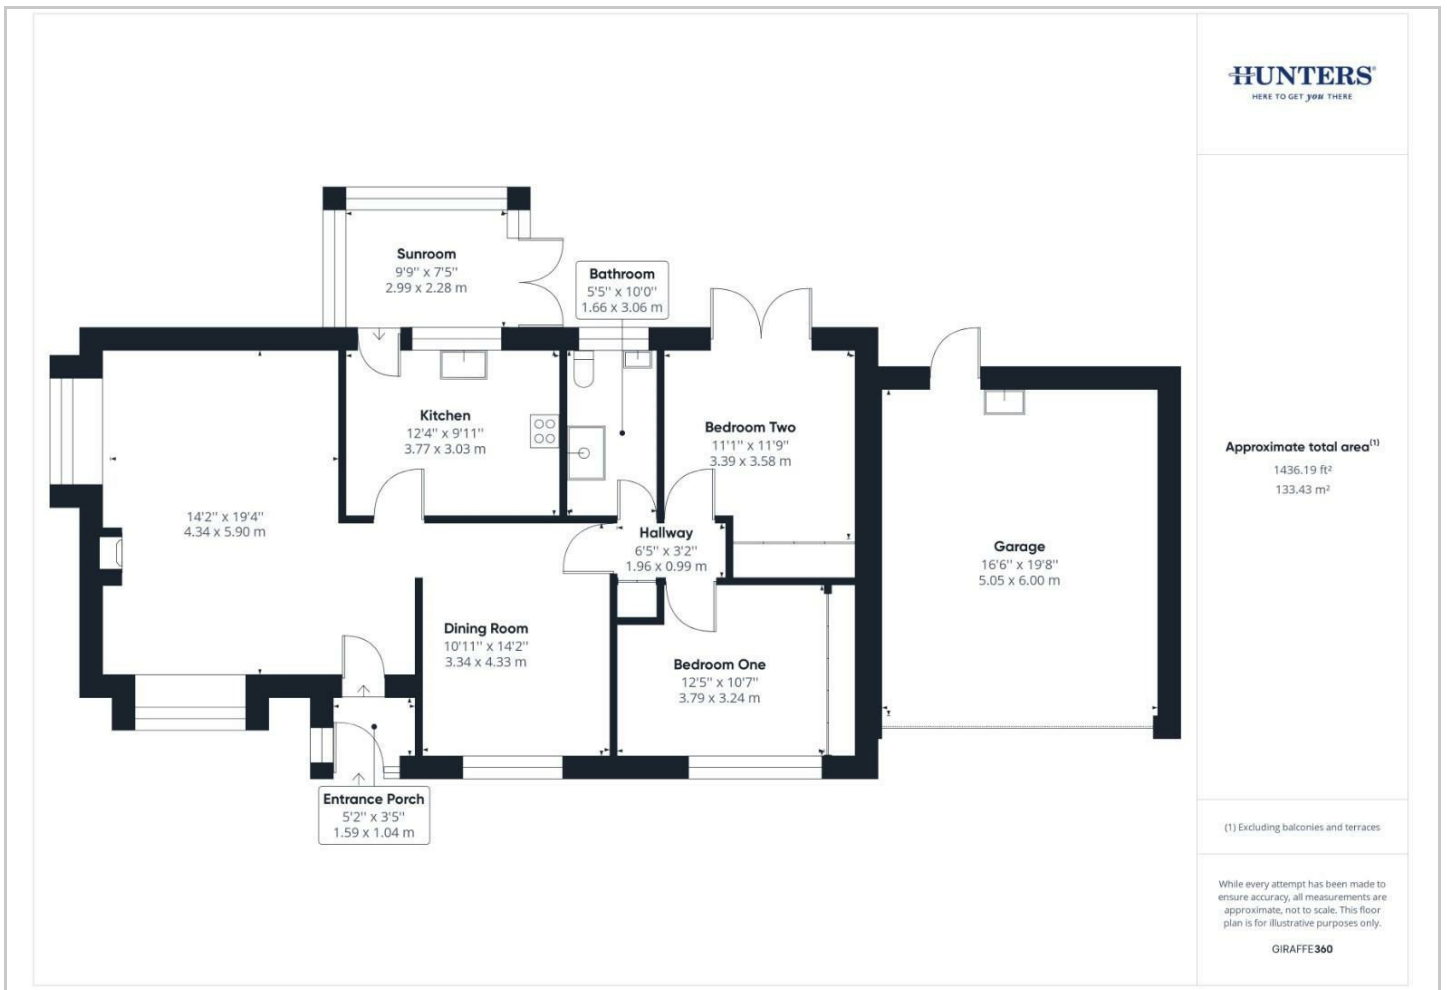 HUNTERS®
HERE TO GET you THERE
Sunroom
9'9'' x 7'5''
2.99 x 2.28 m
Bathroom
5'5'' x 10'0''
1.66 x 3.06 m
Kitchen
12'4'' x 9'11''
3.77 x 3.03 m
Bedroom Two
11'1'' x 11'9''
3.39 x 3.58 m
14'2'' x 19'4''
4.34 x 5.90 m
Hallway
6'5'' x 3'2''
1.96 x 0.99 m
Garage
16'6'' x 19'8''
5.05 x 6.00 m
Dining Room
10'11'' x 14'2''
3.34 x 4.33 m
Bedroom One
12'5'' x 10'7''
3.79 x 3.24 m
Entrance Porch
5'2'' x 3'5''
1.59 x 1.04 m
Approximate total area(1)
1436.19 ft²
133.43 m²
(1) Excluding balconies and terraces
While every attempt has been made to
ensure accuracy, all measurements are
approximate, not to scale. This floor
plan is for illustrative purposes only.
GIRAFFE360